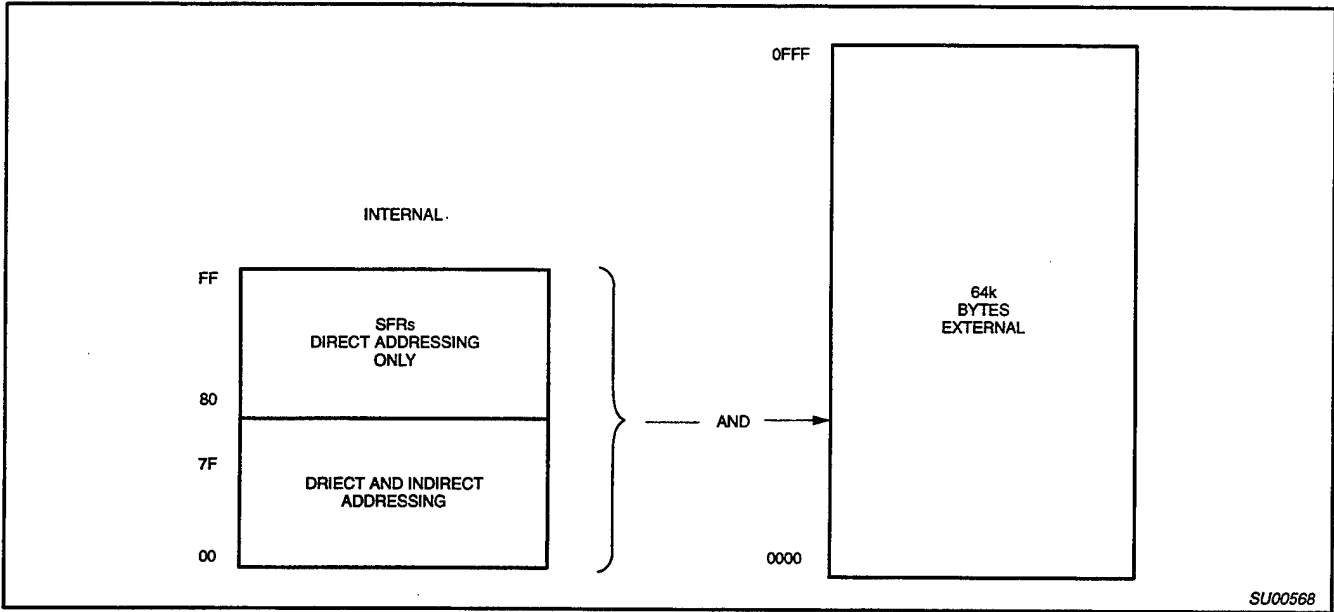 INTERNAL
FF
SFRs
DIRECT ADDRESSING
ONLY
80
7F
DRIECT AND INDIRECT
ADDRESSING
00
AND
0FFF
64k
BYTES
EXTERNAL
0000
SU00568